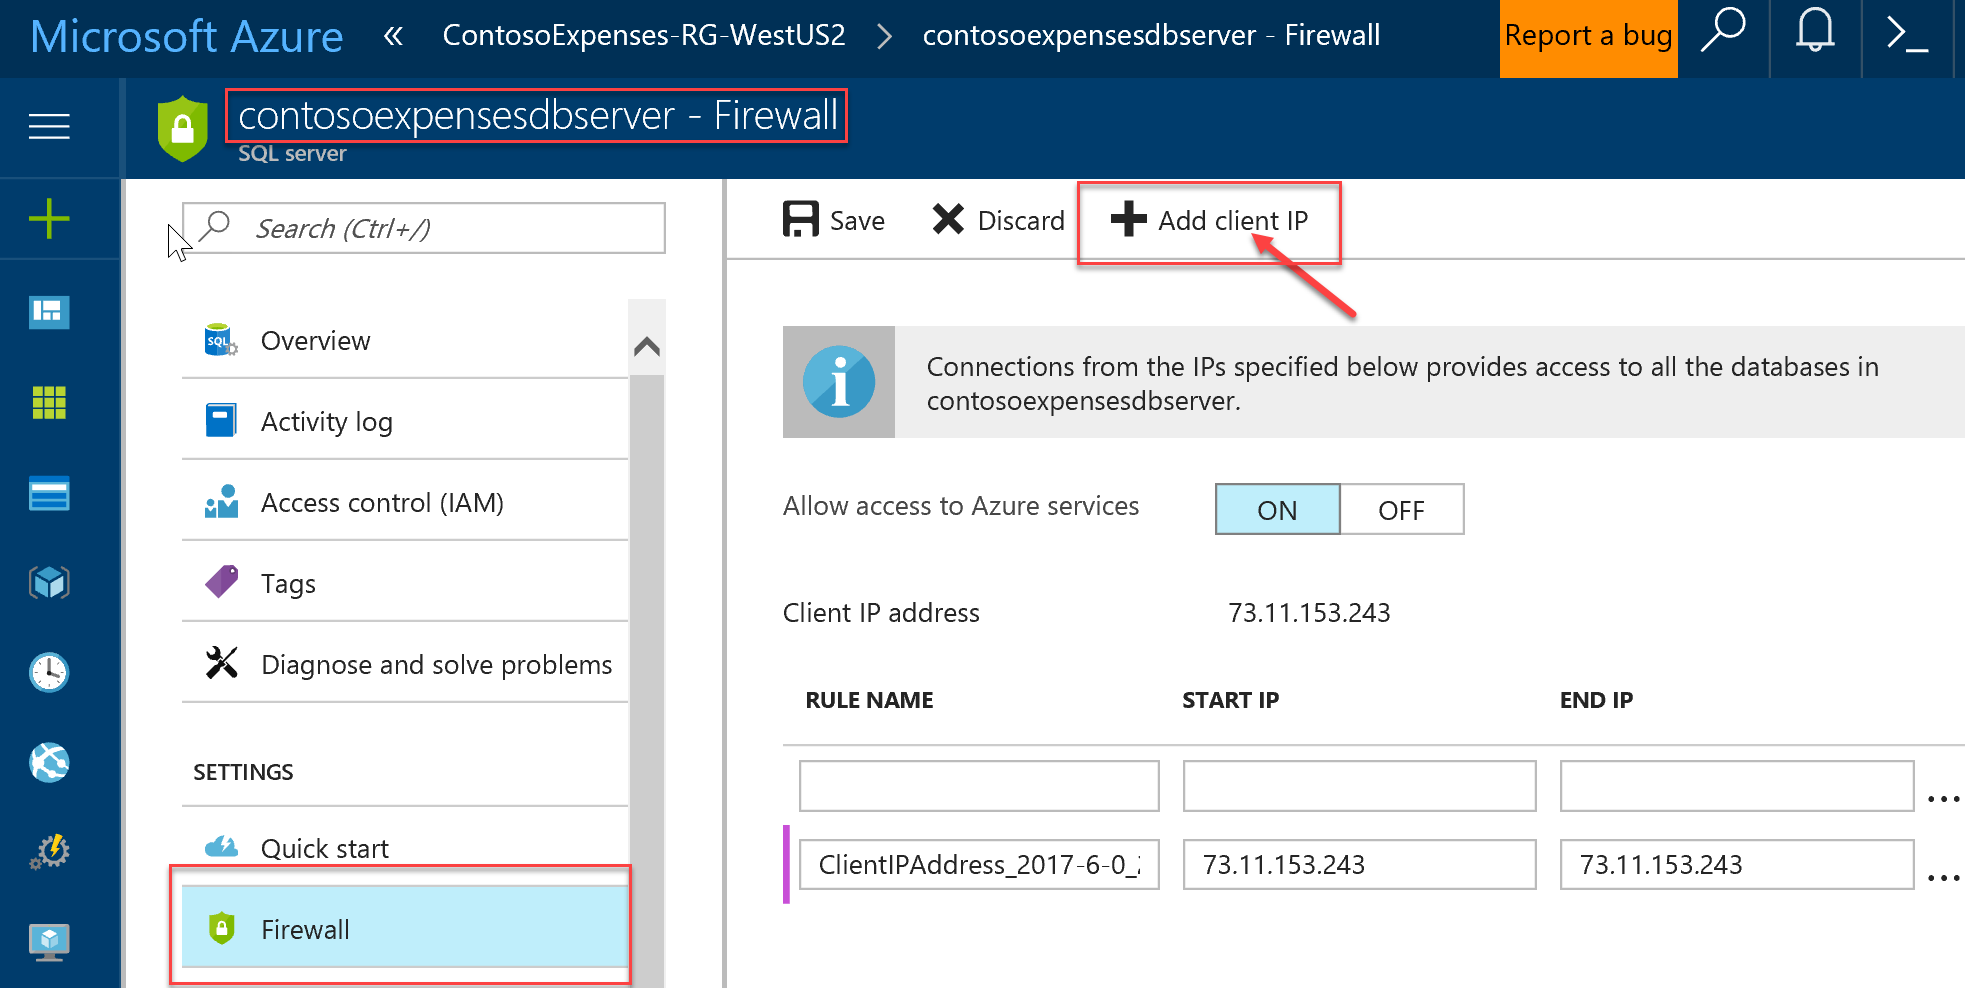 Microsoft Azure « ContosoExpenses-RG-WestUS2 > contosoexpensesdbserver - Firewall Report a bug
contosoexpensesdbserver - Firewall
SQL server
Search (Ctrl+/)
Save Discard Add client IP
Overview
Activity log
Access control (IAM)
Tags
Diagnose and solve problems
SETTINGS
Quick start
Firewall
Connections from the IPs specified below provides access to all the databases in
contosoexpensesdbserver.
Allow access to Azure services ON OFF
Client IP address 73.11.153.243
RULE NAME START IP END IP
...
ClientIPAddress_2017-6-0_ 73.11.153.243 73.11.153.243 ...